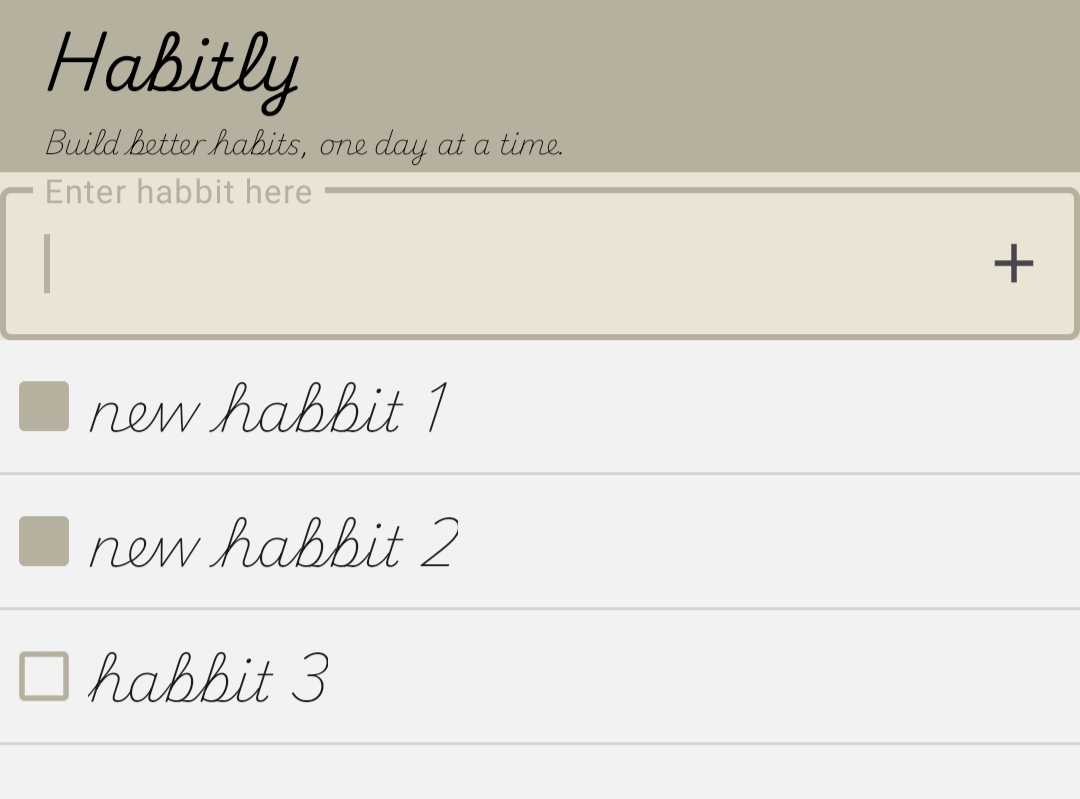 Habitly
Build better habits, one day at a time.
Enter habbit here
new habbit 1
new habbit 2
habbit 3